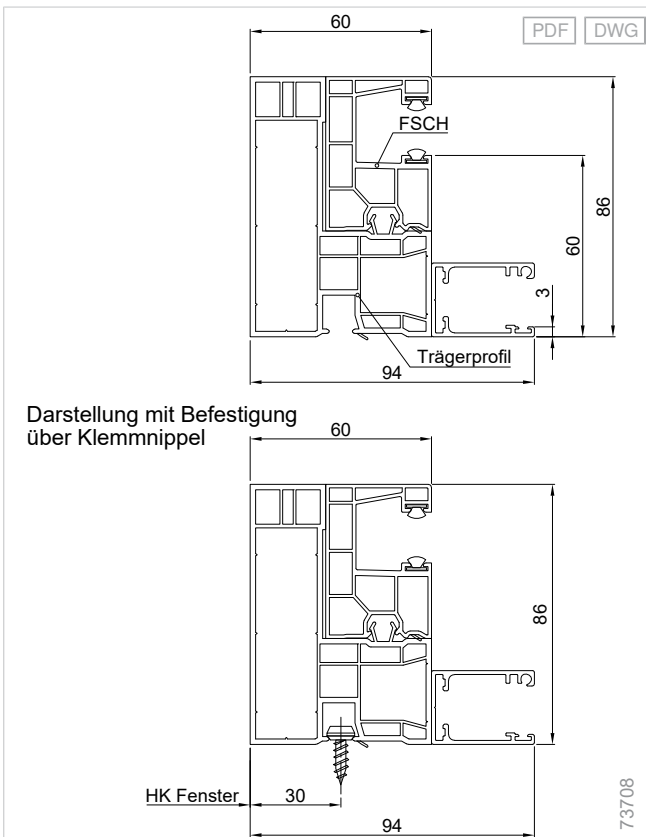 60
PDF DWG
FSCH
86
60
3
Trägerprofil
94
Darstellung mit Befestigung
über Klemmnippel
60
86
HK Fenster
30
94
73708